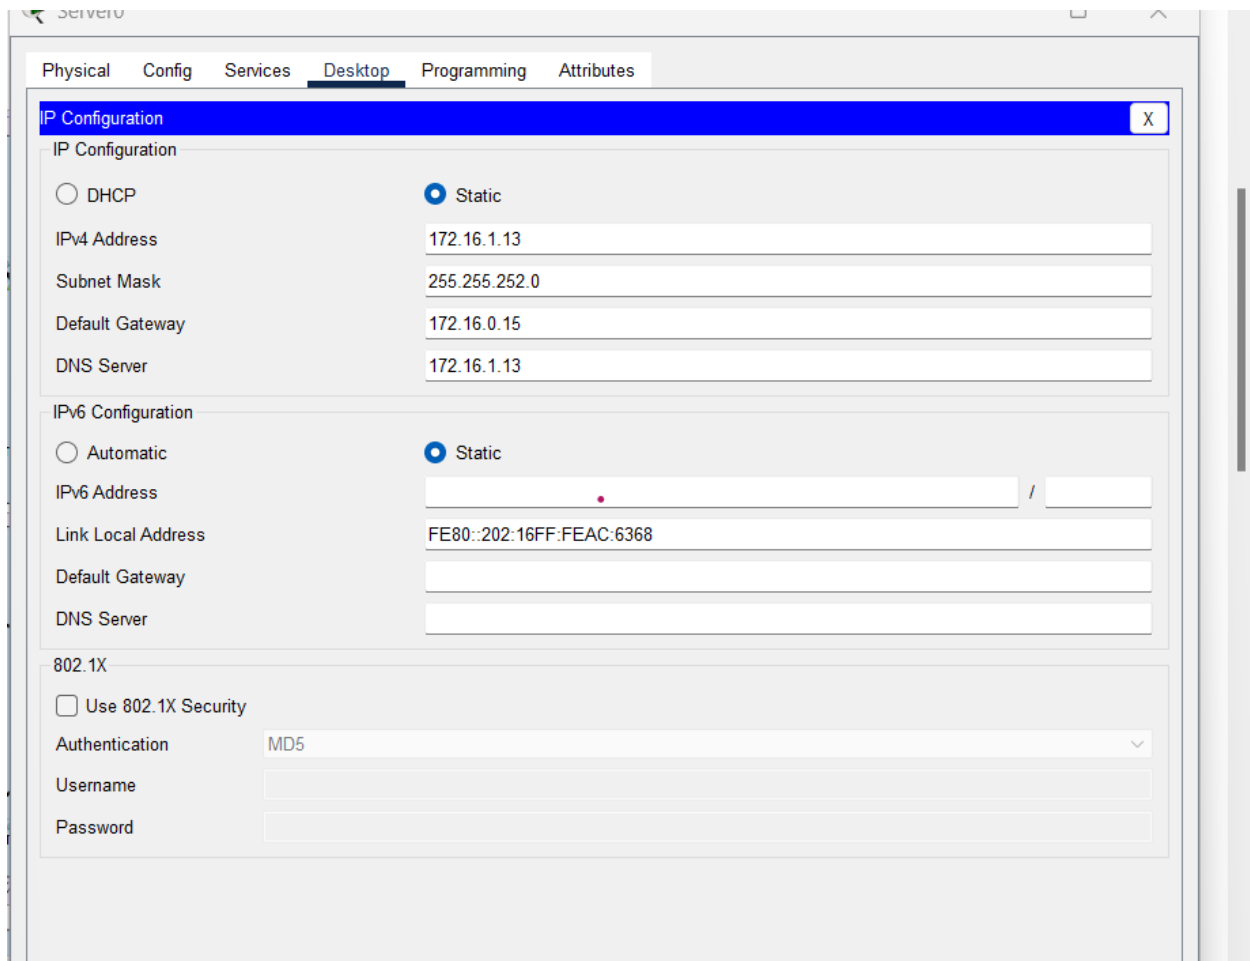 Server0
Physical Config Services Desktop Programming Attributes
IP Configuration X
IP Configuration
DHCP Static
IPv4 Address 172.16.1.13
Subnet Mask 255.255.252.0
Default Gateway 172.16.0.15
DNS Server 172.16.1.13
IPv6 Configuration
Automatic Static
IPv6 Address /
Link Local Address FE80::202:16FF:FEAC:6368
Default Gateway
DNS Server
802.1X
Use 802.1X Security
Authentication MD5
Username
Password